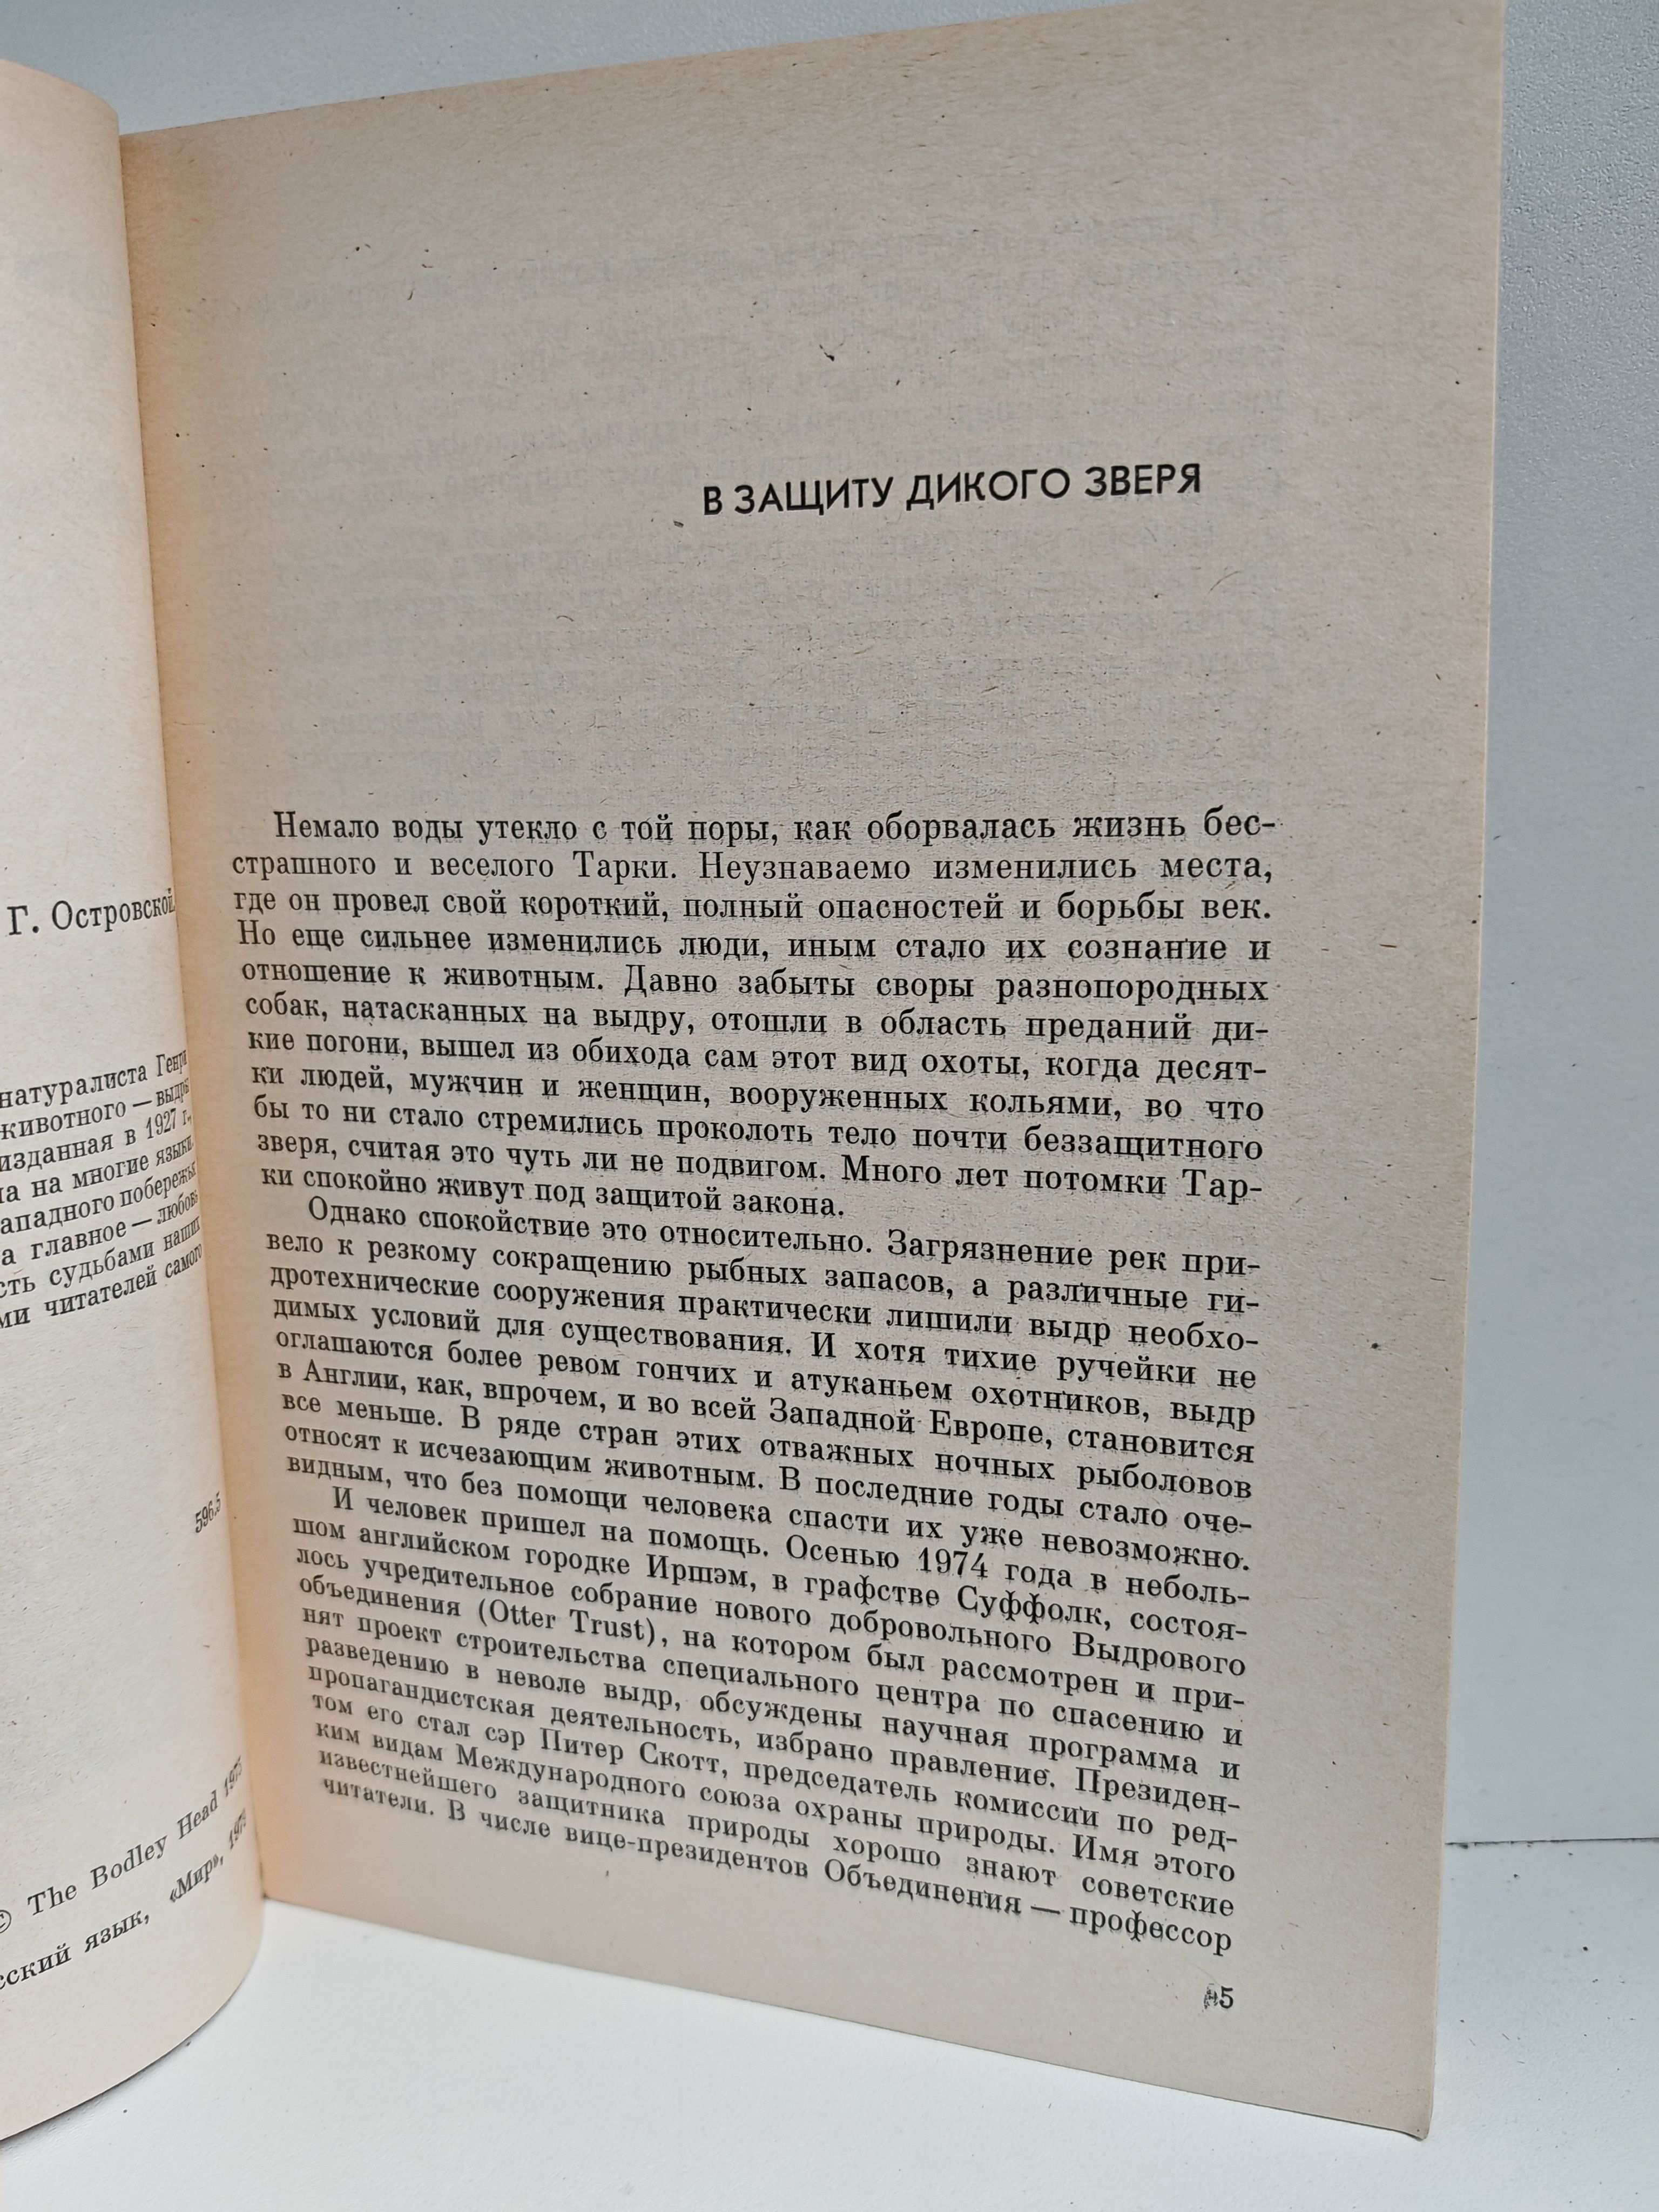 Г. Островской
натуралиста Генри
животного — выдры
изданная в 1927 г.,
на многие языки
западного побережья
а главное — любовь
судьбами наших
читателей самого
596.5
© The Bodley Head 1975
язык, «Мир», 1979
В ЗАЩИТУ ДИКОГО ЗВЕРЯ
Немало воды утекло с той поры, как оборвалась жизнь бес-
страшного и веселого Тарки. Неузнаваемо изменились места,
где он провел свой короткий, полный опасностей и борьбы век.
Но еще сильнее изменились люди, иным стало их сознание и
отношение к животным. Давно забыты своры разнопородных
собак, натасканных на выдру, отошли в область преданий ди-
кие погони, вышел из обихода сам этот вид охоты, когда десят-
ки людей, мужчин и женщин, вооруженных кольями, во что
бы то ни стало стремились проколоть тело почти беззащитного
зверя, считая это чуть ли не подвигом. Много лет потомки Тар-
ки спокойно живут под защитой закона.
Однако спокойствие это относительно. Загрязнение рек при-
вело к резкому сокращению рыбных запасов, а различные ги-
дротехнические сооружения практически лишили выдр необхо-
димых условий для существования. И хотя тихие ручейки не
оглашаются более ревом гончих и атуканьем охотников, выдр
в Англии, как, впрочем, и во всей Западной Европе, становится
все меньше. В ряде стран этих отважных ночных рыболовов
относят к исчезающим животным. В последние годы стало оче-
видным, что без помощи человека спасти их уже невозможно.
И человек пришел на помощь. Осенью 1974 года в неболь-
шом английском городке Иршэм, в графстве Суффолк, состоя-
лось учредительное собрание нового добровольного Выдрового
объединения (Otter Trust), на котором был рассмотрен и при-
нят проект строительства специального центра по спасению и
разведению в неволе выдр, обсуждены научная программа и
пропагандистская деятельность, избрано правление. Президен-
том его стал сэр Питер Скотт, председатель комиссии по ред-
ким видам Международного союза охраны природы. Имя этого
известнейшего защитника природы хорошо знают советские
читатели. В числе вице-президентов Объединения — профессор
5